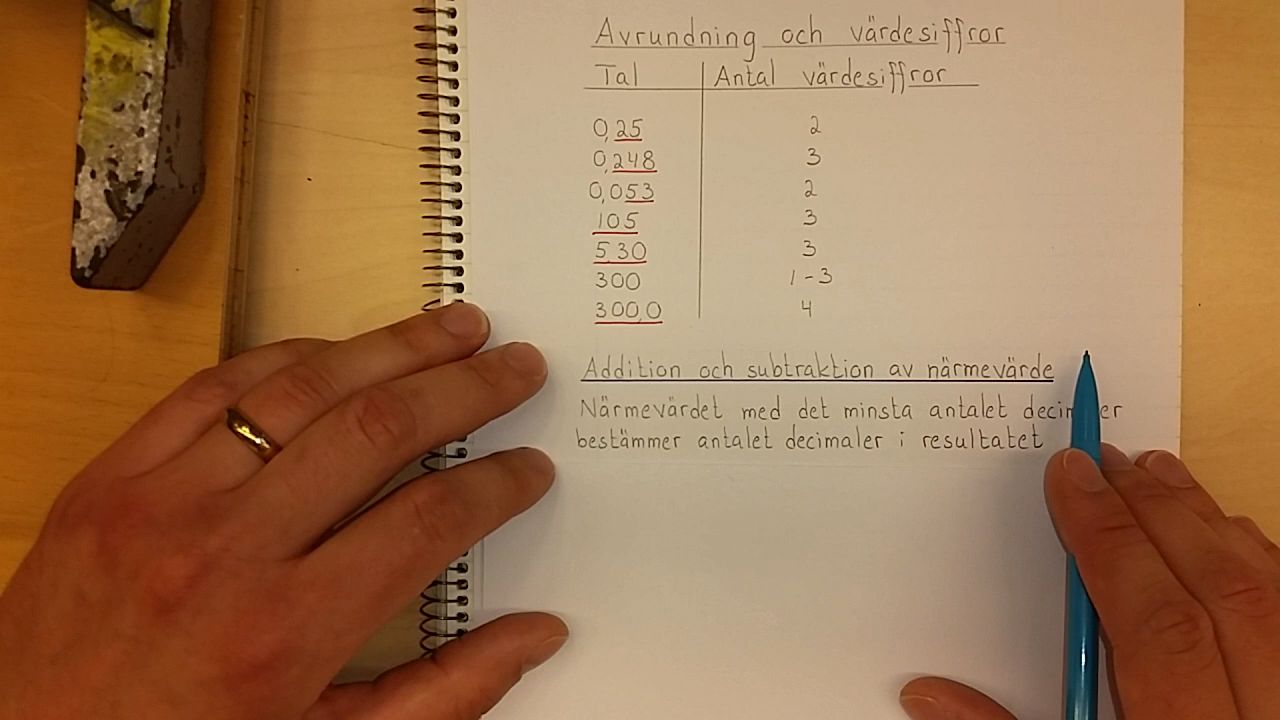 Avrundning och värdesiffror
Tal Antal värdesiffror
0,25 2
0,248 3
0,053 2
105 3
5,30 3
300 1-3
300,0 4
Addition och subtraktion av närmevärde
Närmevärdet med det minsta antalet
bestämmer antalet decimaler i resultatet